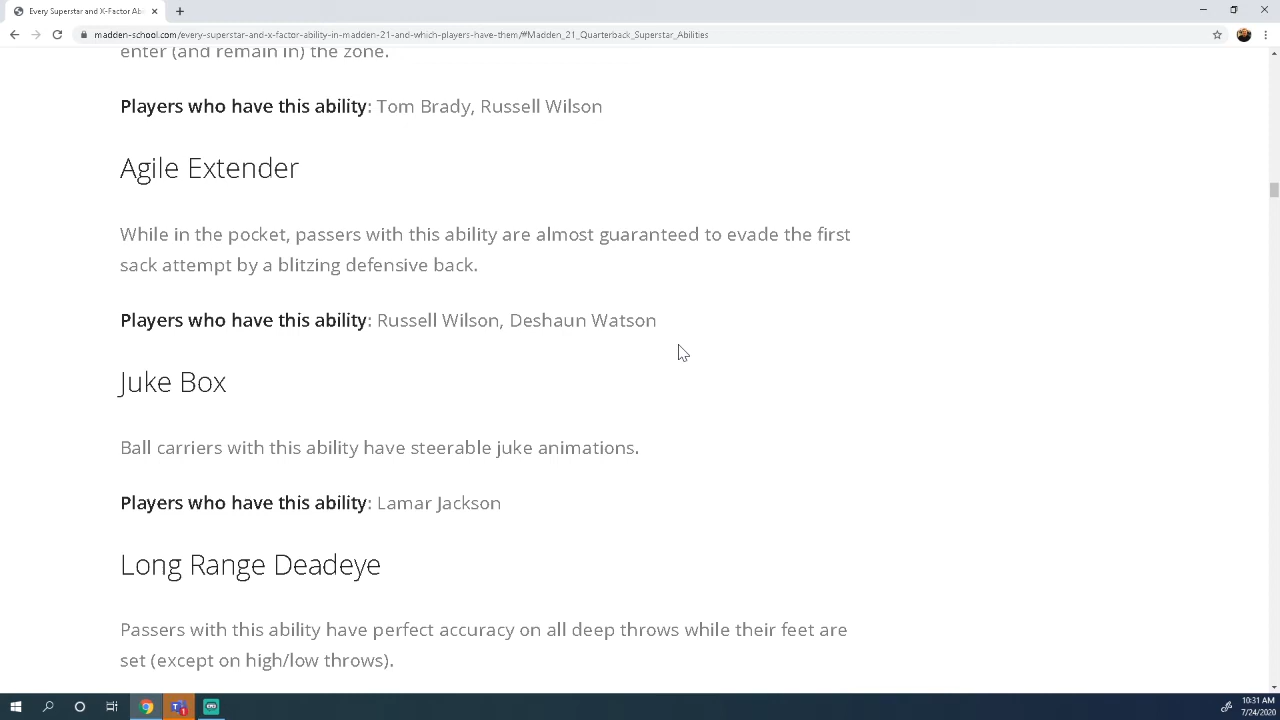 Every Superstar and X-Factor Abi
madden-school.com/every-superstar-and-x-factor-ability-in-madden-21-and-which-players-have-them/#Madden_21_Quarterback_Superstar_Abilities
enter (and remain in) the zone.
Players who have this ability: Tom Brady, Russell Wilson
Agile Extender
While in the pocket, passers with this ability are almost guaranteed to evade the first
sack attempt by a blitzing defensive back.
Players who have this ability: Russell Wilson, Deshaun Watson
Juke Box
Ball carriers with this ability have steerable juke animations.
Players who have this ability: Lamar Jackson
Long Range Deadeye
Passers with this ability have perfect accuracy on all deep throws while their feet are
set (except on high/low throws).
10:31 AM
7/24/2020